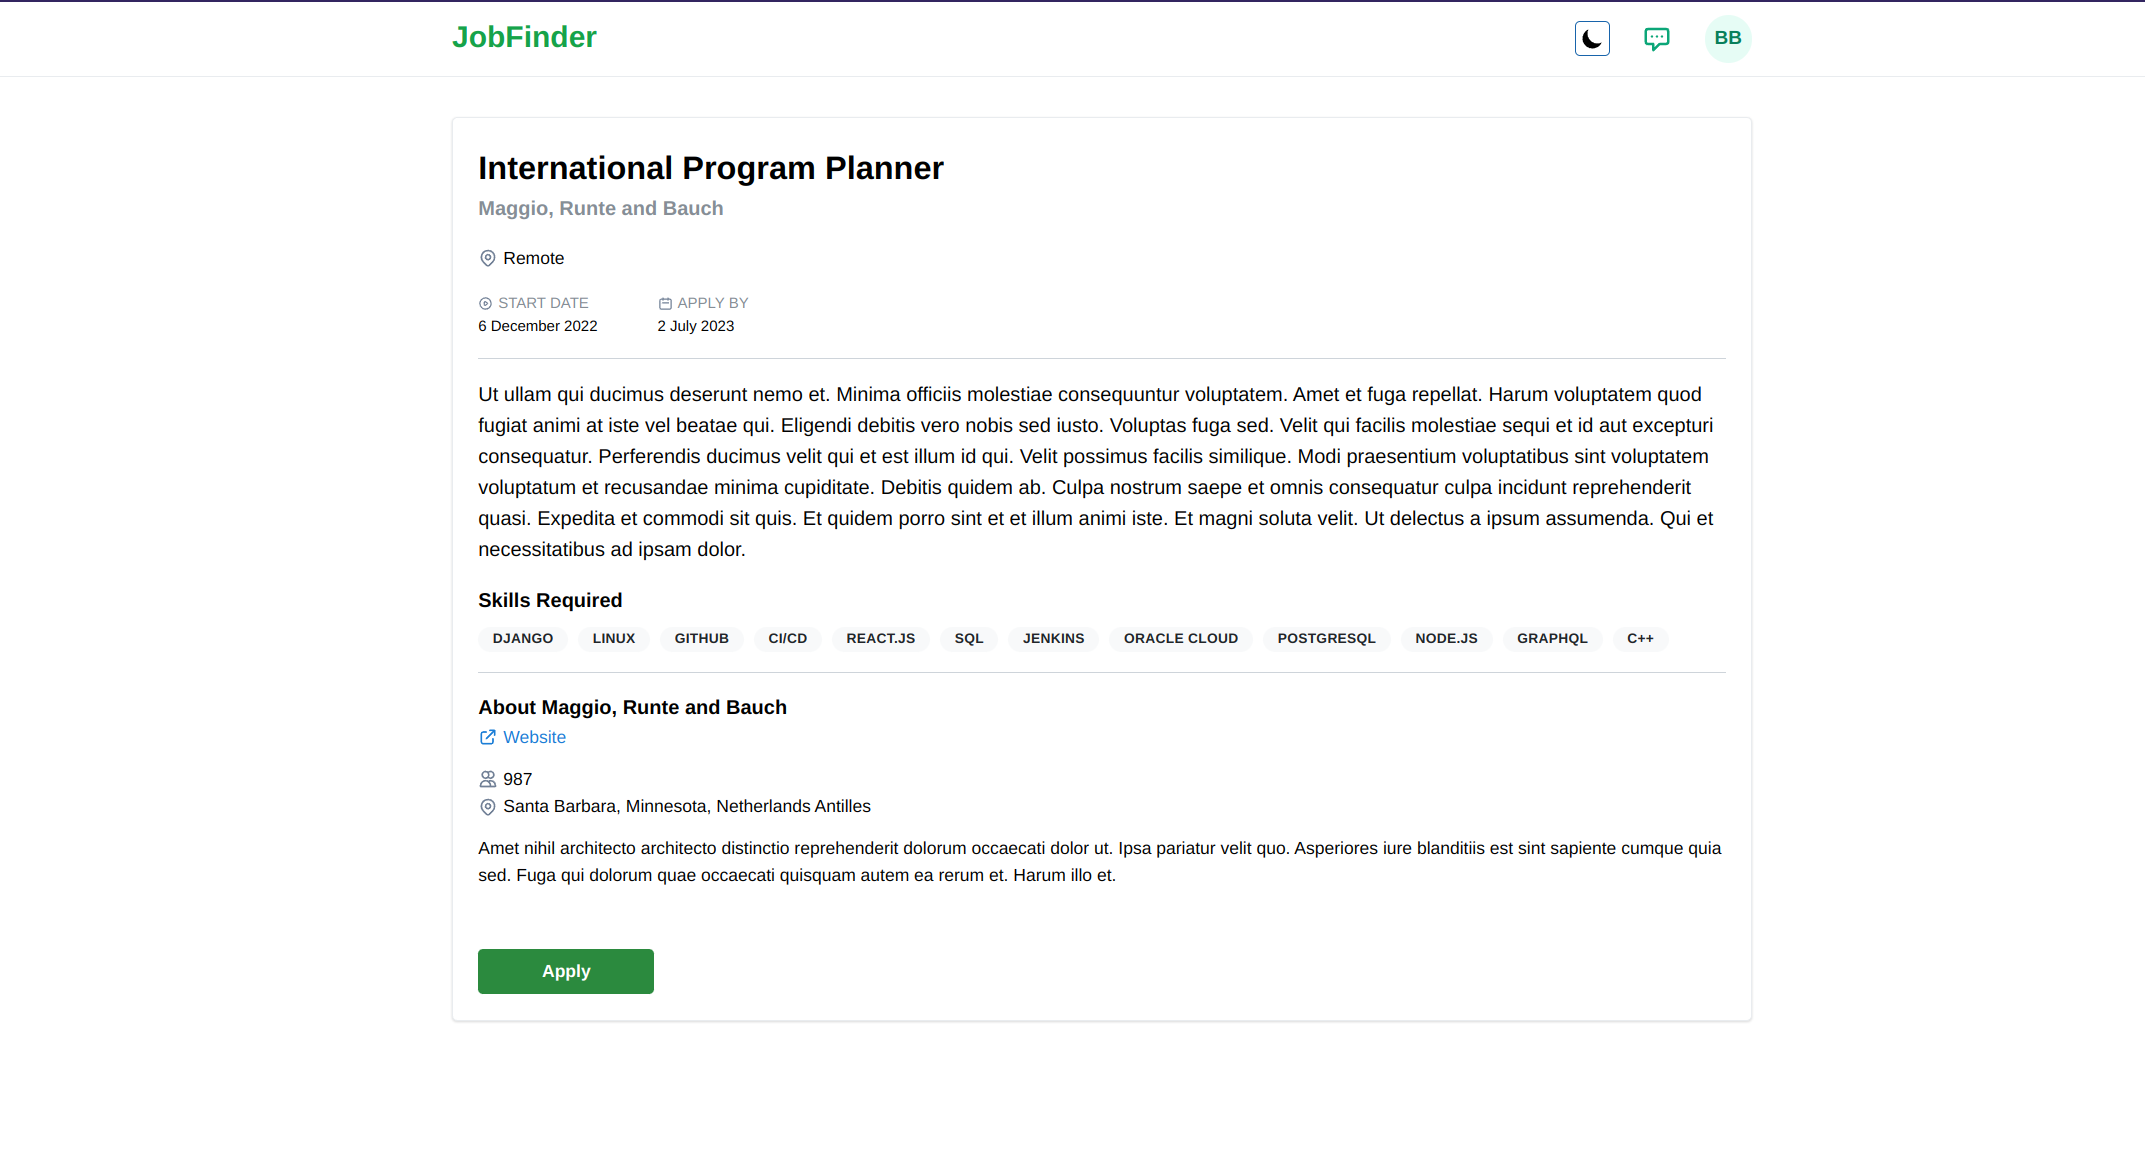 JobFinder
BB
International Program Planner
Maggio, Runte and Bauch
Remote
START DATE APPLY BY
6 December 2022 2 July 2023
Ut ullam qui ducimus deserunt nemo et. Minima officiis molestiae consequuntur voluptatem. Amet et fuga repellat. Harum voluptatem quod
fugiat animi at iste vel beatae qui. Eligendi debitis vero nobis sed iusto. Voluptas fuga sed. Velit qui facilis molestiae sequi et id aut excepturi
consequatur. Perferendis ducimus velit qui et est illum id qui. Velit possimus facilis similique. Modi praesentium voluptatibus sint voluptatem
voluptatum et recusandae minima cupiditate. Debitis quidem ab. Culpa nostrum saepe et omnis consequatur culpa incidunt reprehenderit
quasi. Expedita et commodi sit quis. Et quidem porro sint et et illum animi iste. Et magni soluta velit. Ut delectus a ipsum assumenda. Qui et
necessitatibus ad ipsam dolor.
Skills Required
DJANGO LINUX GITHUB CI/CD REACT.JS SQL JENKINS ORACLE CLOUD POSTGRESQL NODE.JS GRAPHQL C++
About Maggio, Runte and Bauch
Website
987
Santa Barbara, Minnesota, Netherlands Antilles
Amet nihil architecto architecto distinctio reprehenderit dolorum occaecati dolor ut. Ipsa pariatur velit quo. Asperiores iure blanditiis est sint sapiente cumque quia
sed. Fuga qui dolorum quae occaecati quisquam autem ea rerum et. Harum illo et.
Apply